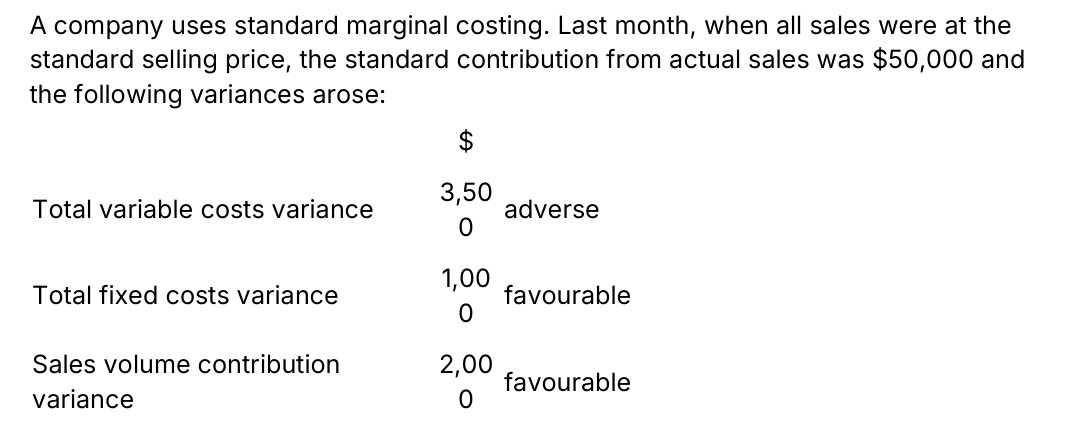 A company uses standard marginal costing. Last month, when all sales were at the
standard selling price, the standard contribution from actual sales was $50,000 and
the following variances arose:
$
Total variable costs variance 3,50
0 adverse
Total fixed costs variance 1,00
0 favourable
Sales volume contribution
variance 2,00
0 favourable